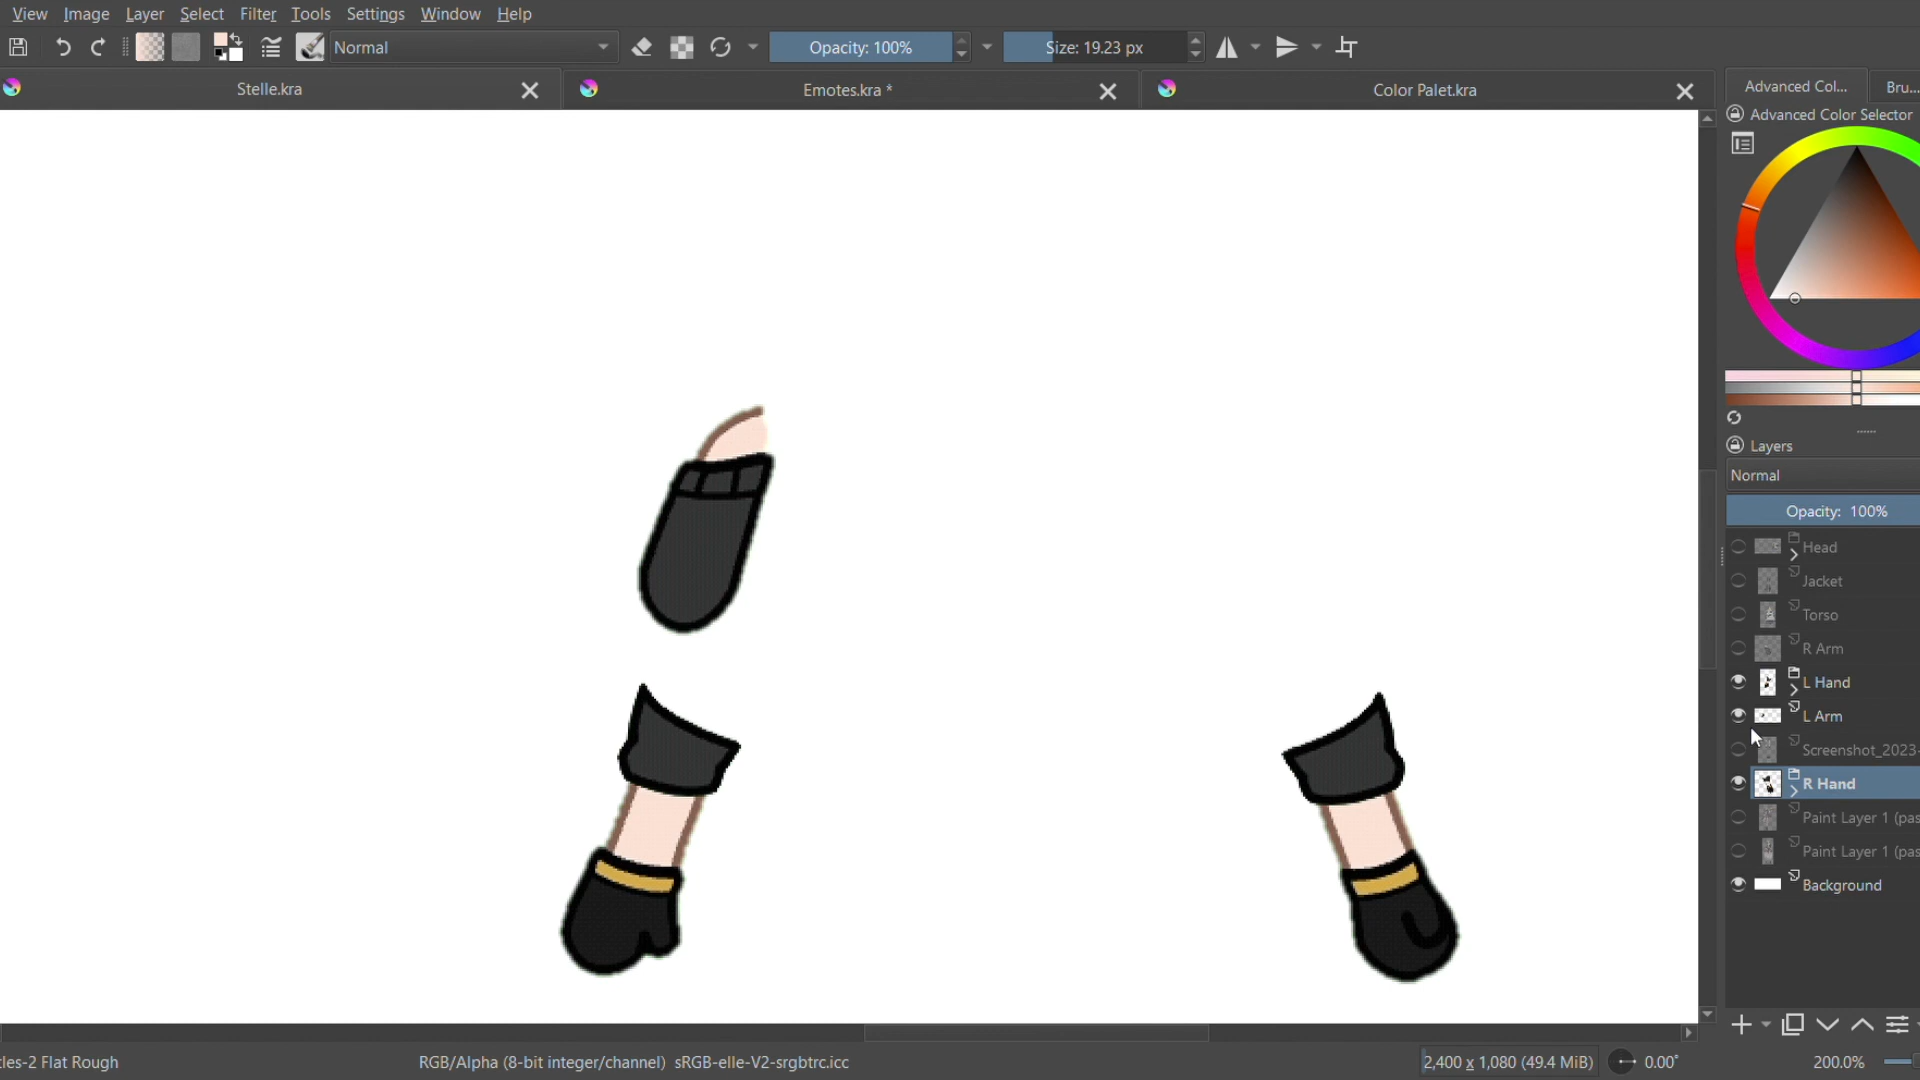 View Image Layer Select Filter Tools Settings Window Help
Normal Opacity: 100% Size: 19.23 px
Stelle.kra Emotes.kra * Color Palet.kra
Advanced Col... Bru...
Advanced Color Selector
Layers
Normal
Opacity: 100%
Head
Jacket
Torso
R Arm
L Hand
L Arm
Screenshot_2023-
R Hand
Paint Layer 1 (pas
Paint Layer 1 (pas
Background
les-2 Flat Rough RGB/Alpha (8-bit integer/channel) sRGB-elle-V2-srgbtrc.icc 2,400 x 1,080 (49.4 MiB) 0.00° 200.0%